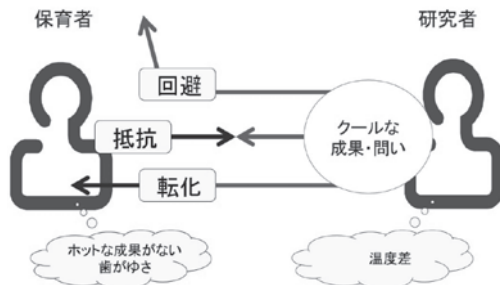 保育者
研究者
回避
抵抗
転化
クールな
成果・問い
ホットな成果がない
歯がゆさ
温度差